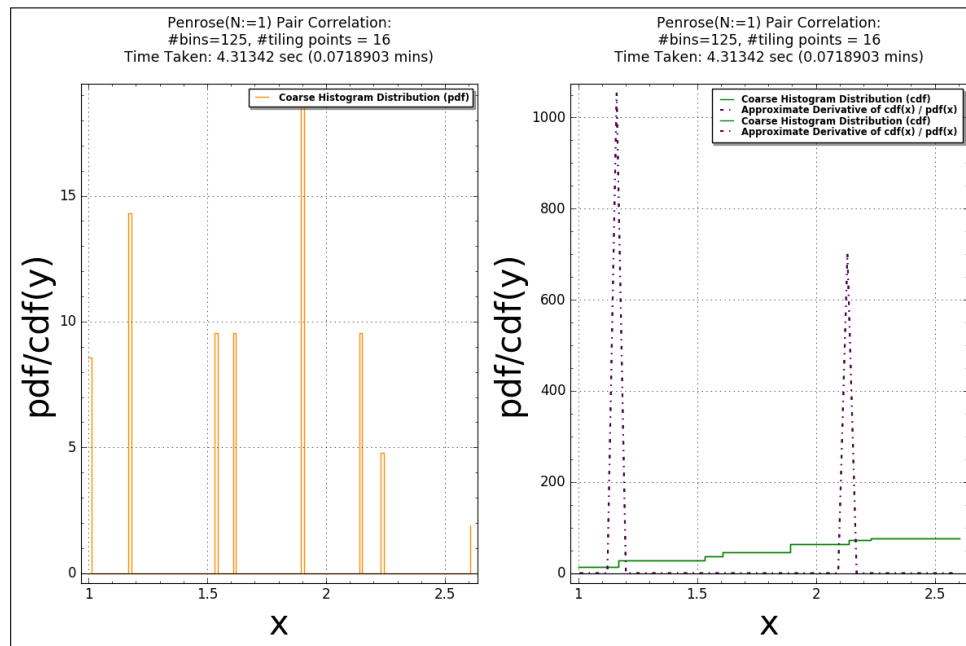 Penrose(N:=1) Pair Correlation:
#bins=125, #tiling points = 16
Time Taken: 4.31342 sec (0.0718903 mins)
Coarse Histogram Distribution (pdf)
15
10
5
0
pdf/cdf(y)
1
1.5
2
2.5
x
Penrose(N:=1) Pair Correlation:
#bins=125, #tiling points = 16
Time Taken: 4.31342 sec (0.0718903 mins)
Coarse Histogram Distribution (cdf)
Approximate Derivative of cdf(x) / pdf(x)
Coarse Histogram Distribution (cdf)
Approximate Derivative of cdf(x) / pdf(x)
1000
800
600
400
200
0
pdf/cdf(y)
1
1.5
2
2.5
x